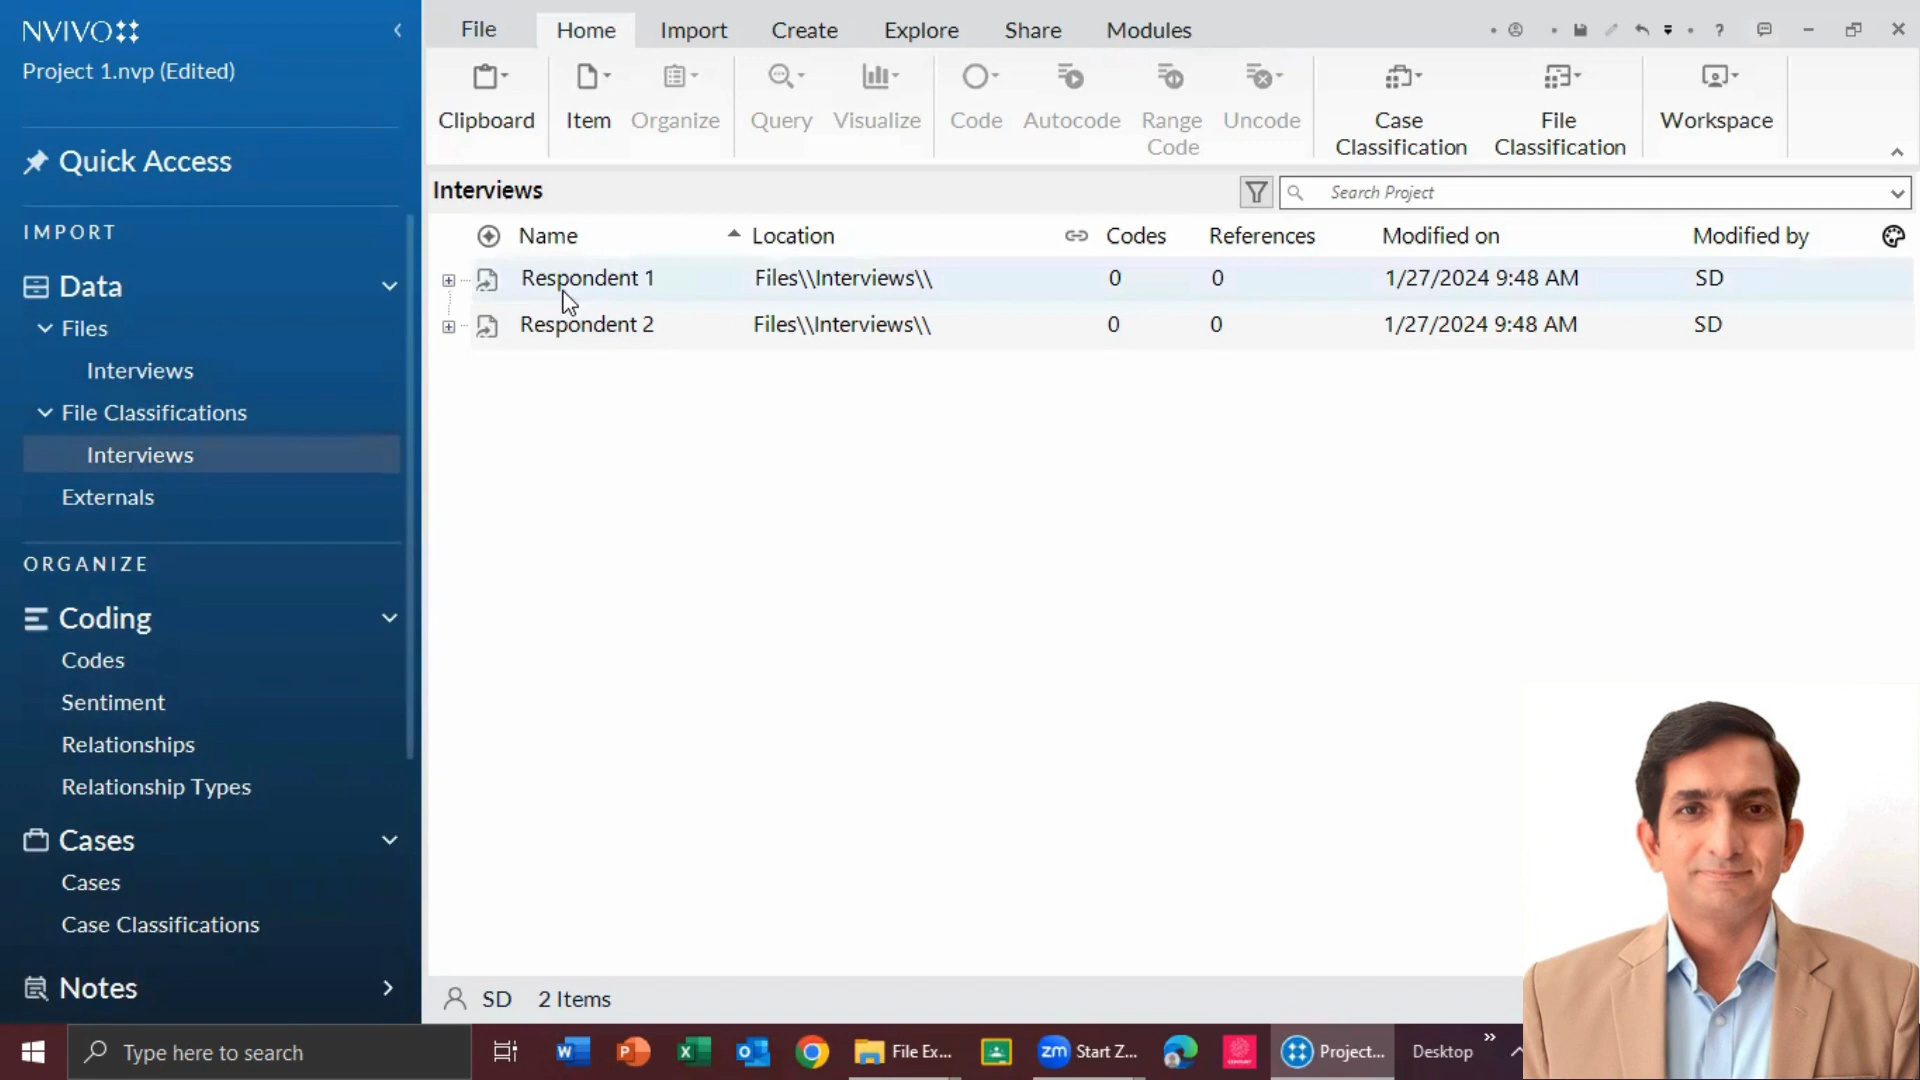 NVIVO
Project 1.nvp (Edited)
Quick Access
IMPORT
Data
Files
Interviews
File Classifications
Interviews
Externals
ORGANIZE
Coding
Codes
Sentiment
Relationships
Relationship Types
Cases
Cases
Case Classifications
Notes
File Home Import Create Explore Share Modules
Clipboard Item Organize Query Visualize Code Autocode Range Code Uncode Case Classification File Classification Workspace
Interviews
Search Project
Name Location Codes References Modified on Modified by
Respondent 1 Files\\Interviews\\ 0 0 1/27/2024 9:48 AM SD
Respondent 2 Files\\Interviews\\ 0 0 1/27/2024 9:48 AM SD
SD 2 Items
Type here to search
File Ex... zm Start Z... Project... Desktop